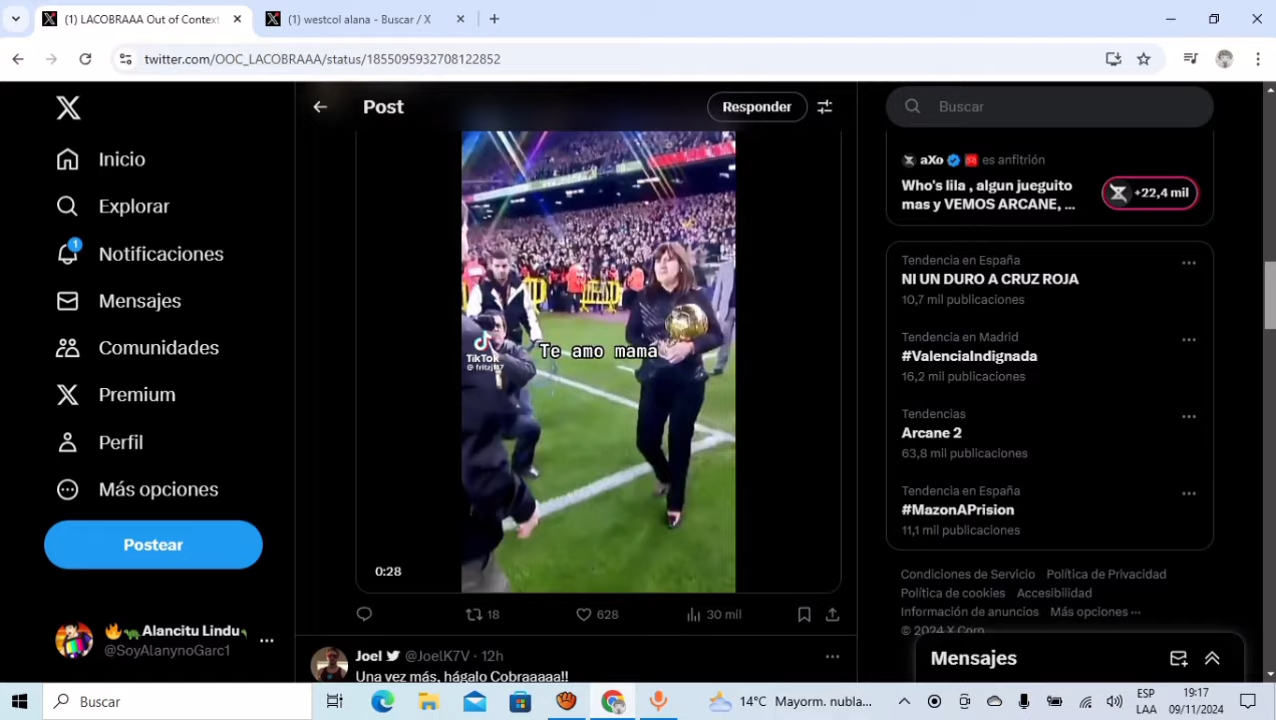 (1) LACOBRAAA Out of Context
(1) westcol alana - Buscar / X
twitter.com/OOC_LACOBRAAA/status/1855095932708122852
Inicio
Explorar
1
Notificaciones
Mensajes
Comunidades
Premium
Perfil
Más opciones
Postear
Alancitu Lindu
@SoyAlanynoGarc1
Post
Responder
Te amo mama
TikTok
@fritzjf17
0:28
18
628
30 mil
Joel @JoelK7V · 12h
Una vez más, hágalo Cobraaaaa!!
Buscar
aXo es anfitrión
Who's lila , algun jueguito
mas y VEMOS ARCANE, ...
+22,4 mil
Tendencia en España
NI UN DURO A CRUZ ROJA
10,7 mil publicaciones
Tendencia en Madrid
#ValenciaIndignada
16,2 mil publicaciones
Tendencias
Arcane 2
63,8 mil publicaciones
Tendencia en España
#MazonAPrision
11,1 mil publicaciones
Condiciones de Servicio Política de Privacidad
Política de cookies Accesibilidad
Información de anuncios Más opciones ···
© 2024 X Corp.
Mensajes
Buscar
14°C Mayorm. nubla...
ESP
LAA
19:17
09/11/2024